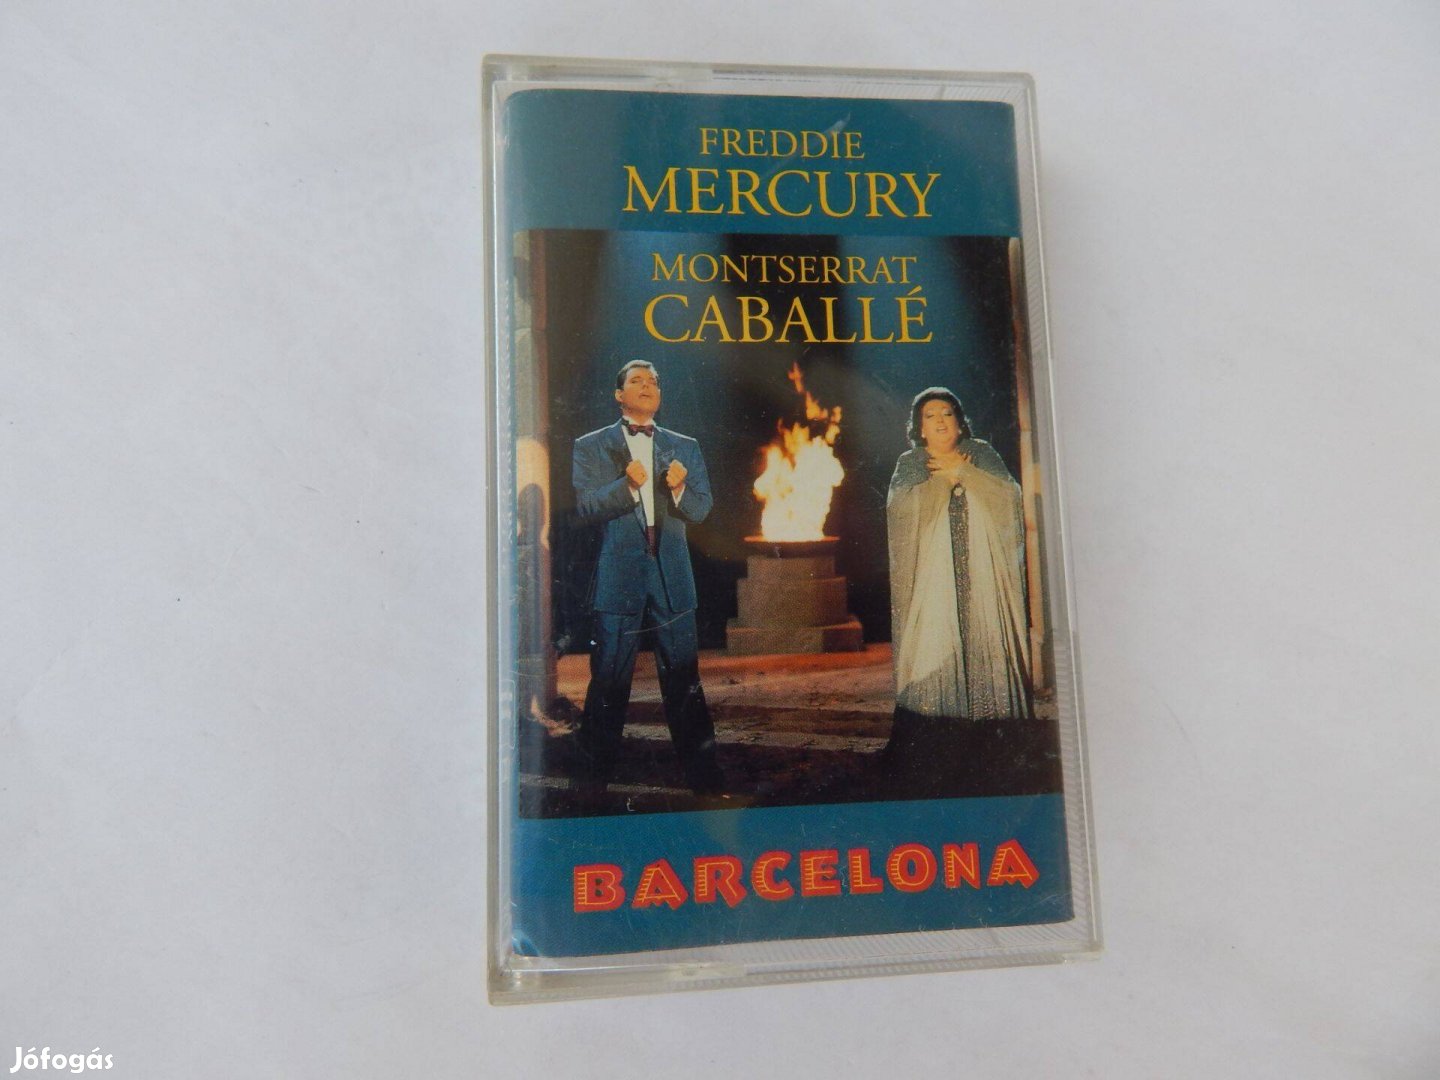 FREDDIE
MERCURY
MONTSERRAT
CABALLÉ
BARCELONA
Jófogás